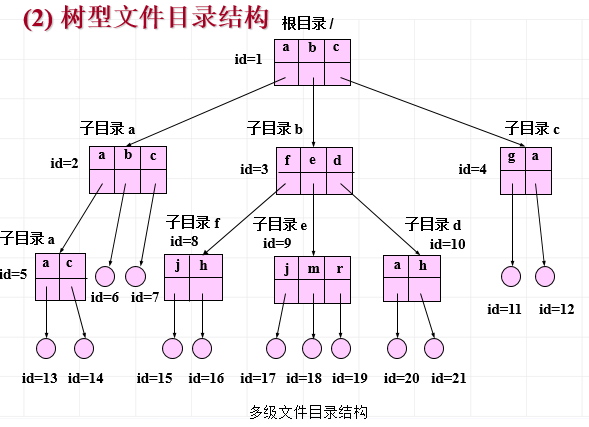 (2) 树型文件目录结构
根目录 /
id=1
a b c
子目录 a
子目录 b
子目录 c
id=2
a b c
id=3
f e d
id=4
g a
子目录 a
子目录 f
id=8
子目录 e
id=9
子目录 d
id=10
id=5
a c
id=6
id=7
j h
j m r
a h
id=11
id=12
id=13
id=14
id=15
id=16
id=17
id=18
id=19
id=20
id=21
多级文件目录结构